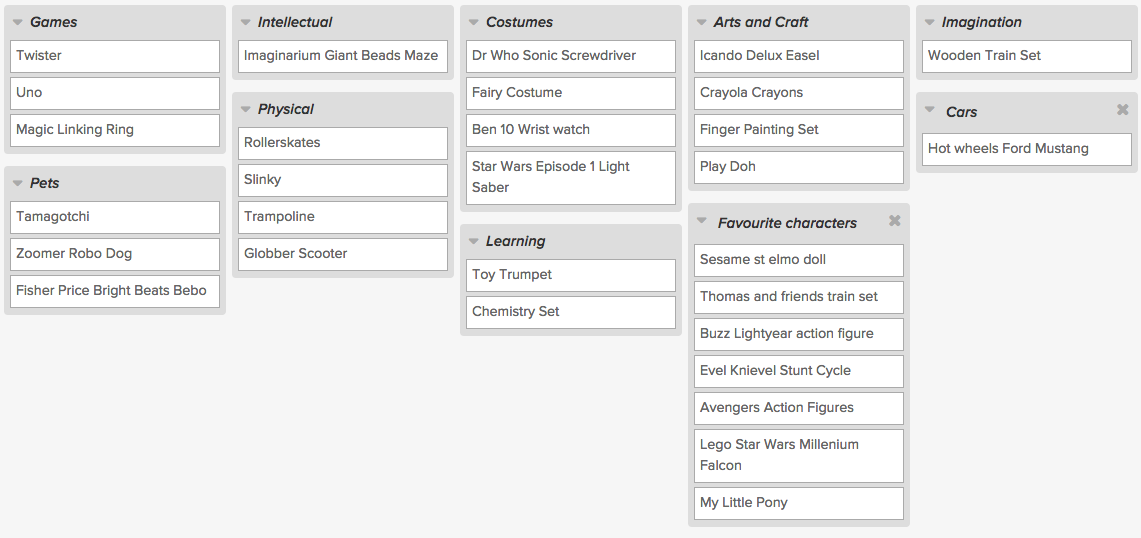 Games
Twister
Uno
Magic Linking Ring
Pets
Tamagotchi
Zoomer Robo Dog
Fisher Price Bright Beats Bebo
Intellectual
Imaginarium Giant Beads Maze
Physical
Rollerskates
Slinky
Trampoline
Globber Scooter
Costumes
Dr Who Sonic Screwdriver
Fairy Costume
Ben 10 Wrist watch
Star Wars Episode 1 Light
Saber
Learning
Toy Trumpet
Chemistry Set
Arts and Craft
Icando Delux Easel
Crayola Crayons
Finger Painting Set
Play Doh
Favourite characters
Sesame st elmo doll
Thomas and friends train set
Buzz Lightyear action figure
Evel Knievel Stunt Cycle
Avengers Action Figures
Lego Star Wars Millenium
Falcon
My Little Pony
Imagination
Wooden Train Set
Cars
Hot wheels Ford Mustang